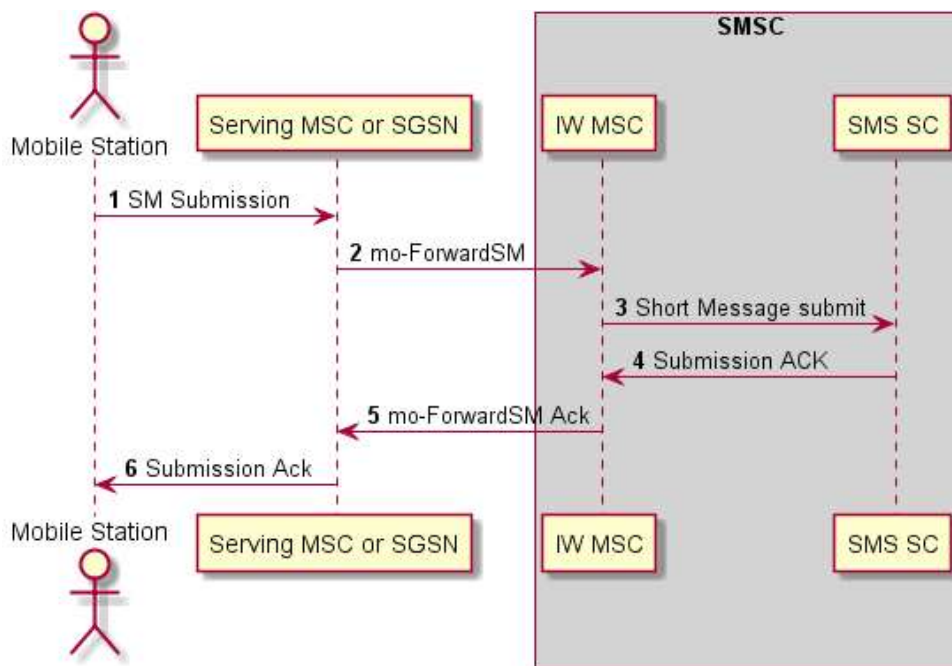 SMSC
Mobile Station
Serving MSC or SGSN
IW MSC
SMS SC
1 SM Submission
2 mo-ForwardSM
3 Short Message submit
4 Submission ACK
5 mo-ForwardSM Ack
6 Submission Ack
Mobile Station
Serving MSC or SGSN
IW MSC
SMS SC